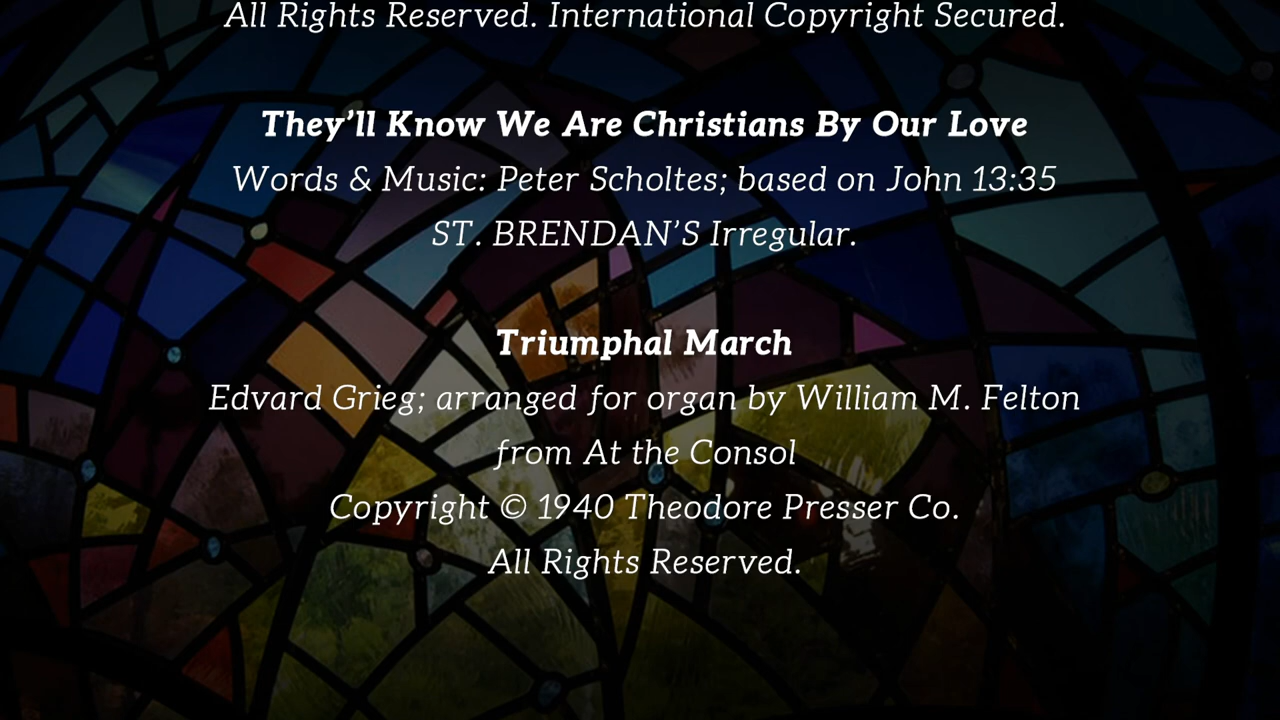 All Rights Reserved. International Copyright Secured.
They’ll Know We Are Christians By Our Love
Words & Music: Peter Scholtes; based on John 13:35
ST. BRENDAN’S Irregular.
Triumphal March
Edvard Grieg; arranged for organ by William M. Felton
from At the Consol
Copyright © 1940 Theodore Presser Co.
All Rights Reserved.